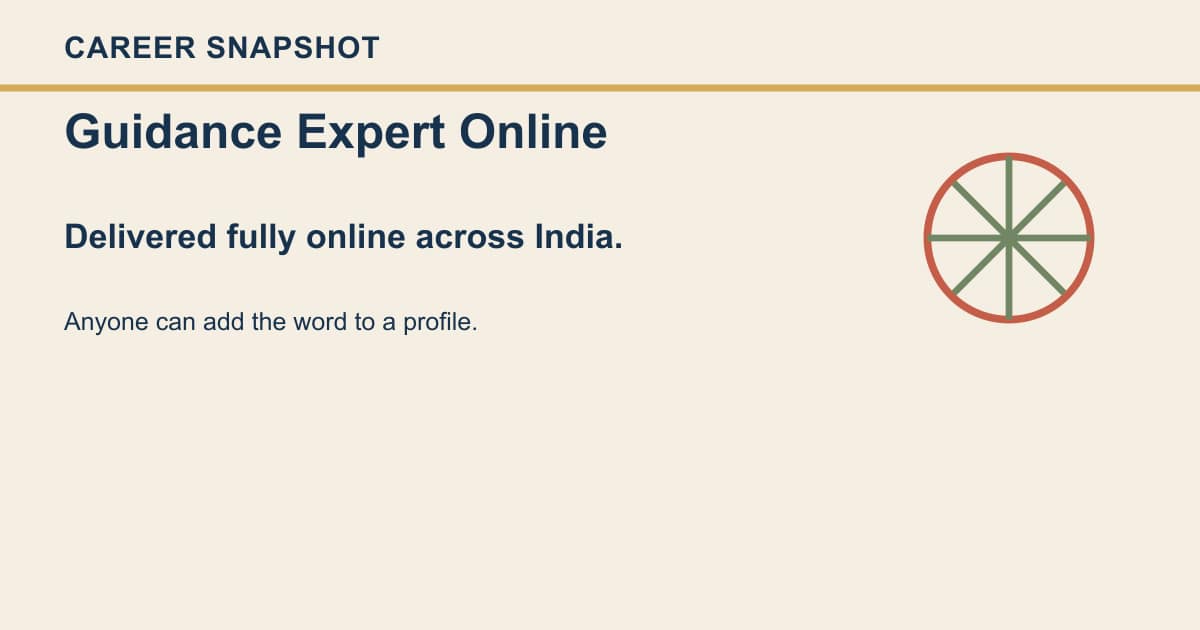 CAREER SNAPSHOT
Guidance Expert Online
Delivered fully online across India.
Anyone can add the word to a profile.